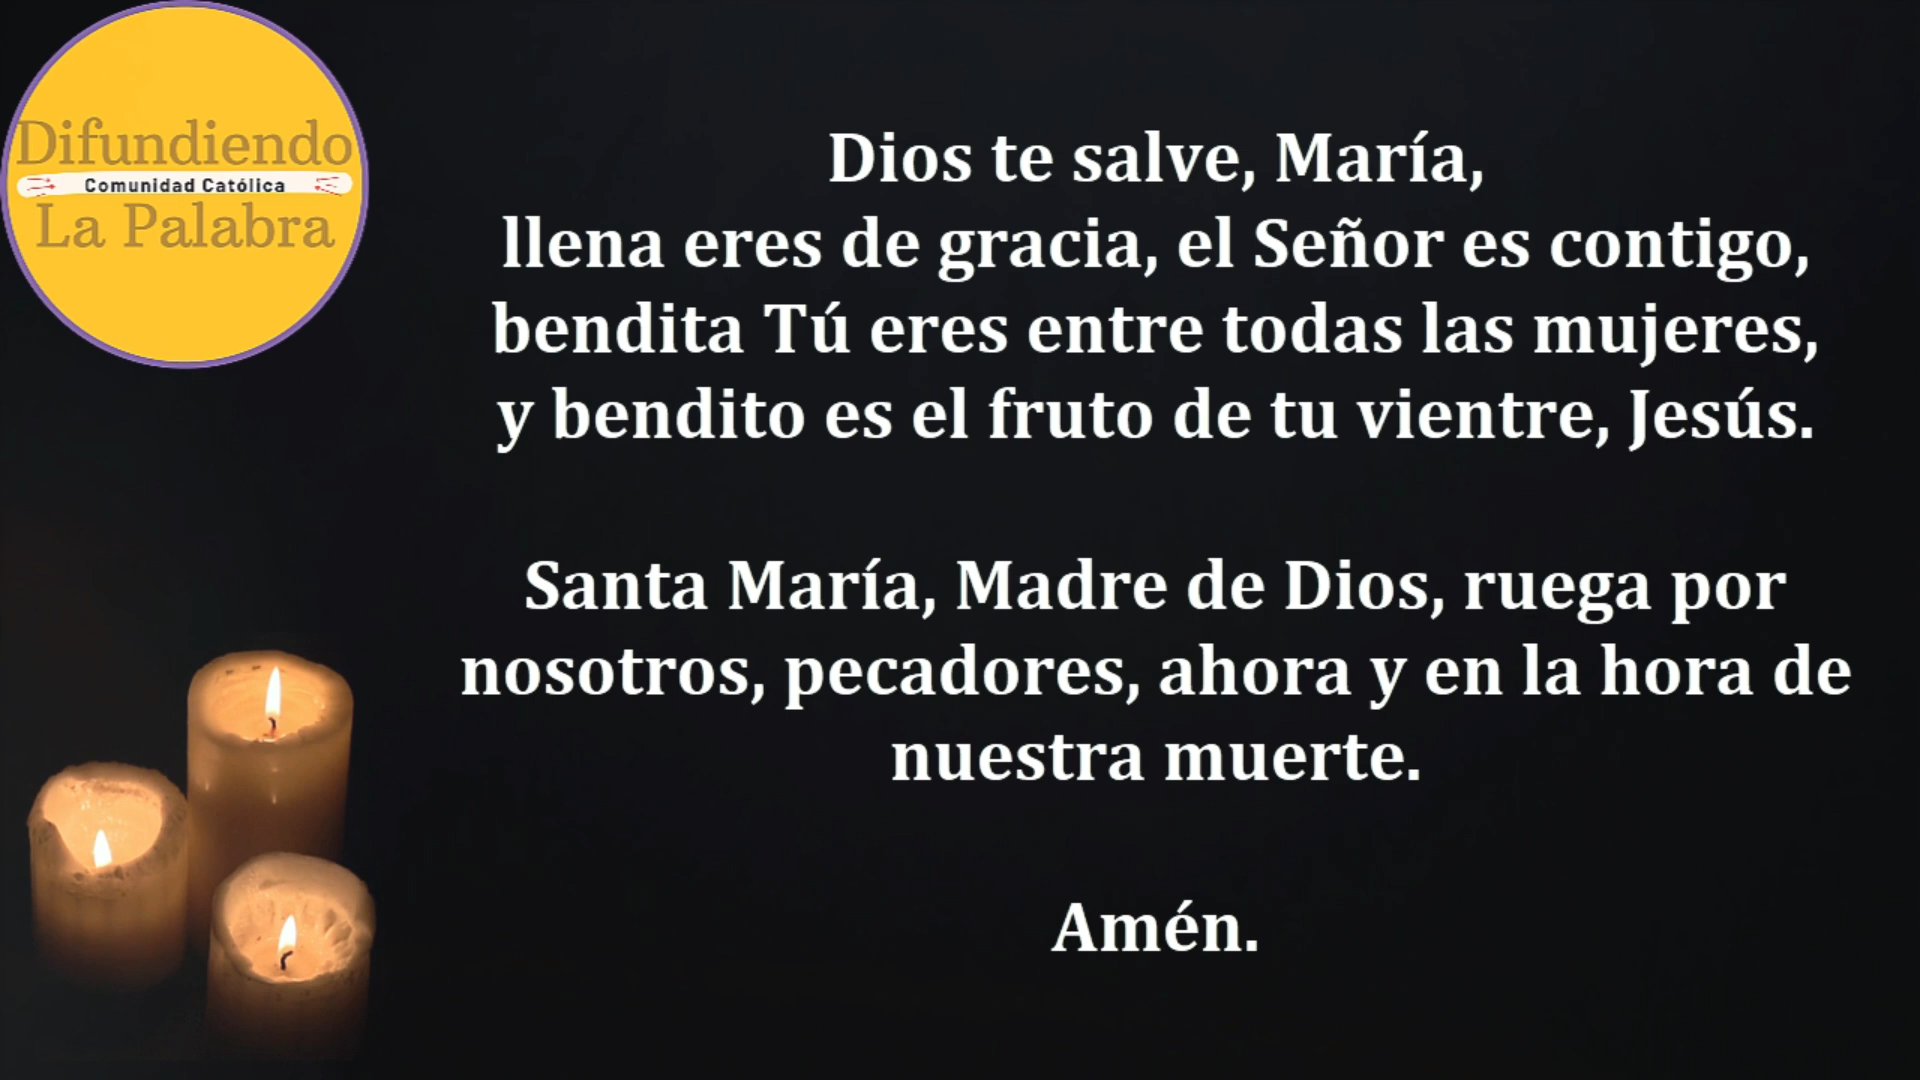 Difundiendo
Comunidad Católica
La Palabra
Dios te salve, María,
llena eres de gracia, el Señor es contigo,
bendita Tú eres entre todas las mujeres,
y bendito es el fruto de tu vientre, Jesús.
Santa María, Madre de Dios, ruega por
nosotros, pecadores, ahora y en la hora de
nuestra muerte.
Amén.